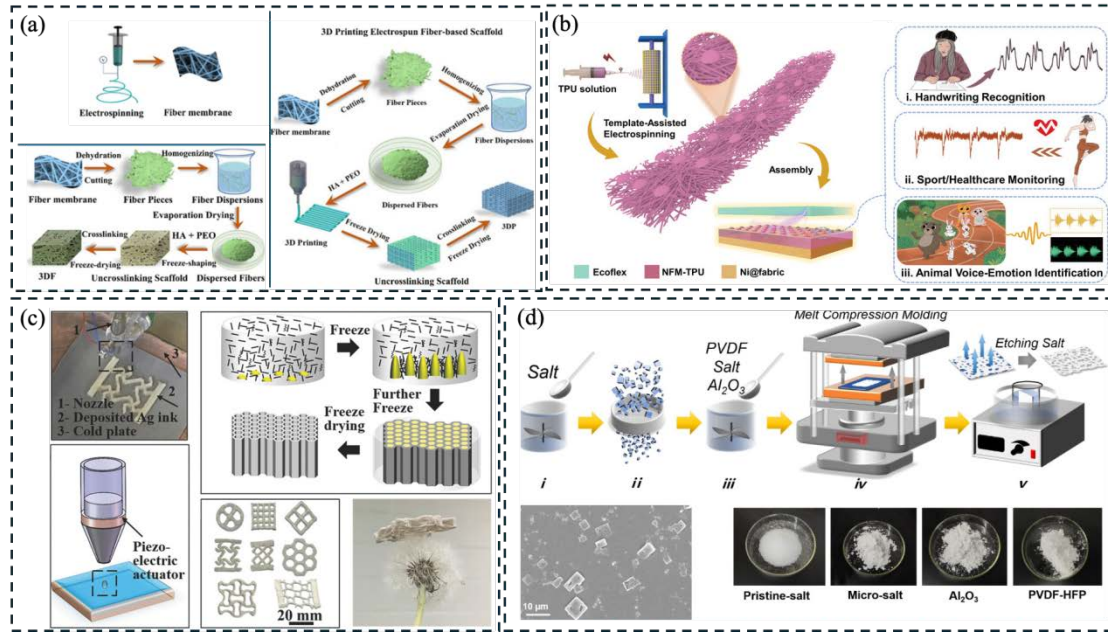 (a)
Electrospinning
Fiber membrane
Dehydration
Cutting
Homogenizing
Fiber membrane
Fiber Pieces
Fiber Dispersions
Evaporation Drying
Crosslinking
Freeze-drying
HA + PEO
Freeze-shaping
3DF
Uncrosslinking Scaffold
Dispersed Fibers
3D Printing Electrospun Fiber-based Scaffold
Dehydration
Cutting
Fiber Pieces
Homogenizing
Fiber membrane
Fiber Dispersions
Evaporation Drying
HA + PEO
Dispersed Fibers
3D Printing
Freeze Drying
Crosslinking
Freeze Drying
3DP
Uncrosslinking Scaffold
(b)
TPU solution
Template-Assisted
Electrospinning
Assembly
Ecoflex
NFM-TPU
Ni@fabric
i. Handwriting Recognition
ii. Sport/Healthcare Monitoring
iii. Animal Voice-Emotion Identification
(c)
1
3
2
1- Nozzle
2- Deposited Ag ink
3- Cold plate
Freeze
Further
Freeze
Freeze
drying
Piezo-
electric
actuator
20 mm
(d)
Melt Compression Molding
Salt
PVDF
Salt
Al₂O₃
Etching Salt
i
ii
iii
iv
v
10 μm
Pristine-salt
Micro-salt
Al₂O₃
PVDF-HFP